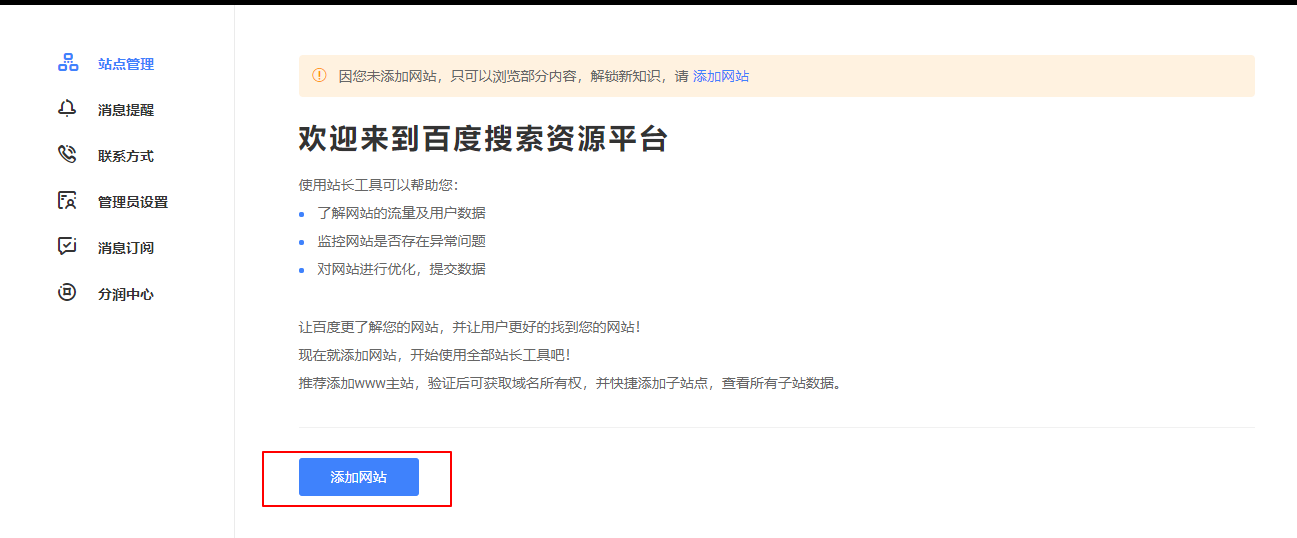 站点管理
消息提醒
联系方式
管理员设置
消息订阅
分润中心
因您未添加网站，只可以浏览部分内容，解锁新知识，请 添加网站
欢迎来到百度搜索资源平台
使用站长工具可以帮助您：
了解网站的流量及用户数据
监控网站是否存在异常问题
对网站进行优化，提交数据
让百度更了解您的网站，并让用户更好的找到您的网站！
现在就添加网站，开始使用全部站长工具吧！
推荐添加www主站，验证后可获取域名所有权，并快捷添加子站点，查看所有子站数据。
添加网站